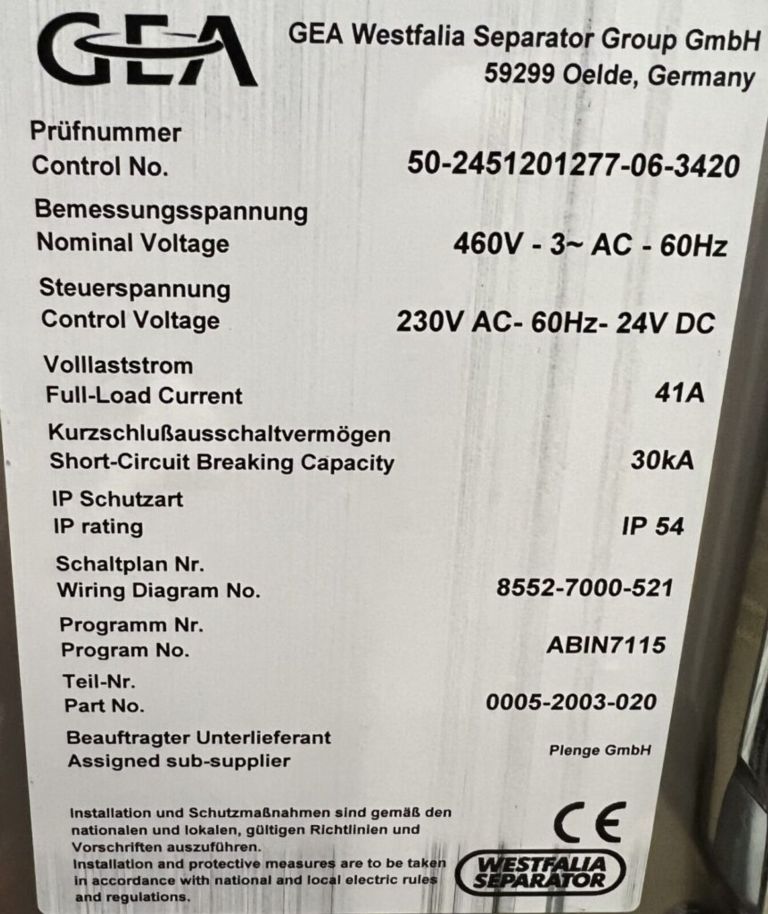 GEA
GEA Westfalia Separator Group GmbH
59299 Oelde, Germany
Prüfnummer
Control No. 50-2451201277-06-3420
Bemessungsspannung
Nominal Voltage 460V - 3~ AC - 60Hz
Steuerspannung
Control Voltage 230V AC- 60Hz- 24V DC
Volllaststrom
Full-Load Current 41A
Kurzschlußausschaltvermögen
Short-Circuit Breaking Capacity 30kA
IP Schutzart
IP rating IP 54
Schaltplan Nr.
Wiring Diagram No. 8552-7000-521
Programm Nr.
Program No. ABIN7115
Teil-Nr.
Part No. 0005-2003-020
Beauftragter Unterlieferant
Assigned sub-supplier Plenge GmbH
Installation und Schutzmaßnahmen sind gemäß den
nationalen und lokalen, gültigen Richtlinien und
Vorschriften auszuführen.
Installation and protective measures are to be taken
in accordance with national and local electric rules
and regulations.
CE
WESTFALIA
SEPARATOR